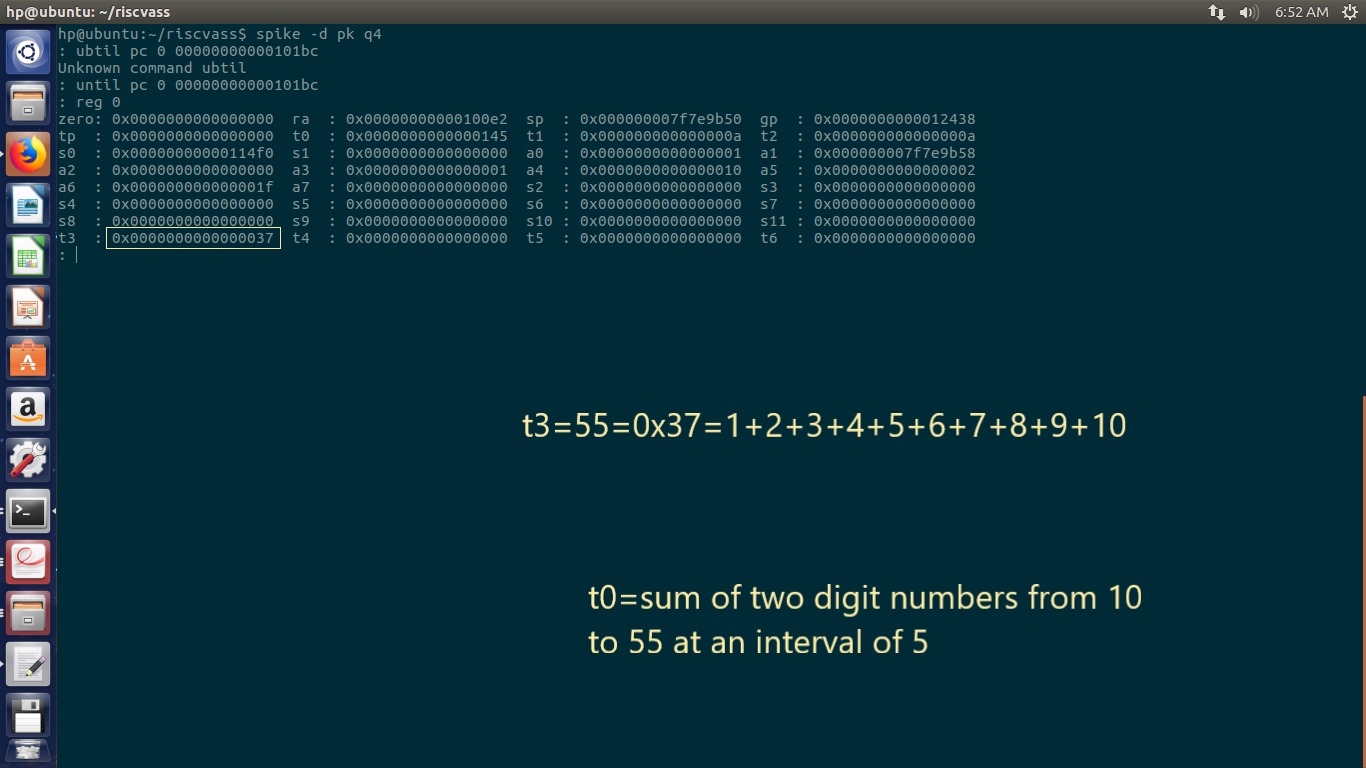 hp@ubuntu: ~/riscvass
6:52 AM
hp@ubuntu:~/riscvass$ spike -d pk q4
: ubtil pc 0 00000000000101bc
Unknown command ubtil
: until pc 0 00000000000101bc
: reg 0
zero: 0x0000000000000000  ra  : 0x00000000000100e2  sp  : 0x000000007f7e9b50  gp  : 0x0000000000012438
tp  : 0x0000000000000000  t0  : 0x0000000000000145  t1  : 0x000000000000000a  t2  : 0x000000000000000a
s0  : 0x00000000000114f0  s1  : 0x0000000000000000  a0  : 0x0000000000000001  a1  : 0x000000007f7e9b58
a2  : 0x0000000000000000  a3  : 0x0000000000000001  a4  : 0x0000000000000010  a5  : 0x0000000000000002
a6  : 0x000000000000001f  a7  : 0x0000000000000000  s2  : 0x0000000000000000  s3  : 0x0000000000000000
s4  : 0x0000000000000000  s5  : 0x0000000000000000  s6  : 0x0000000000000000  s7  : 0x0000000000000000
s8  : 0x0000000000000000  s9  : 0x0000000000000000  s10 : 0x0000000000000000  s11 : 0x0000000000000000
t3  : 0x0000000000000037  t4  : 0x0000000000000000  t5  : 0x0000000000000000  t6  : 0x0000000000000000
:
t3=55=0x37=1+2+3+4+5+6+7+8+9+10
t0=sum of two digit numbers from 10
to 55 at an interval of 5